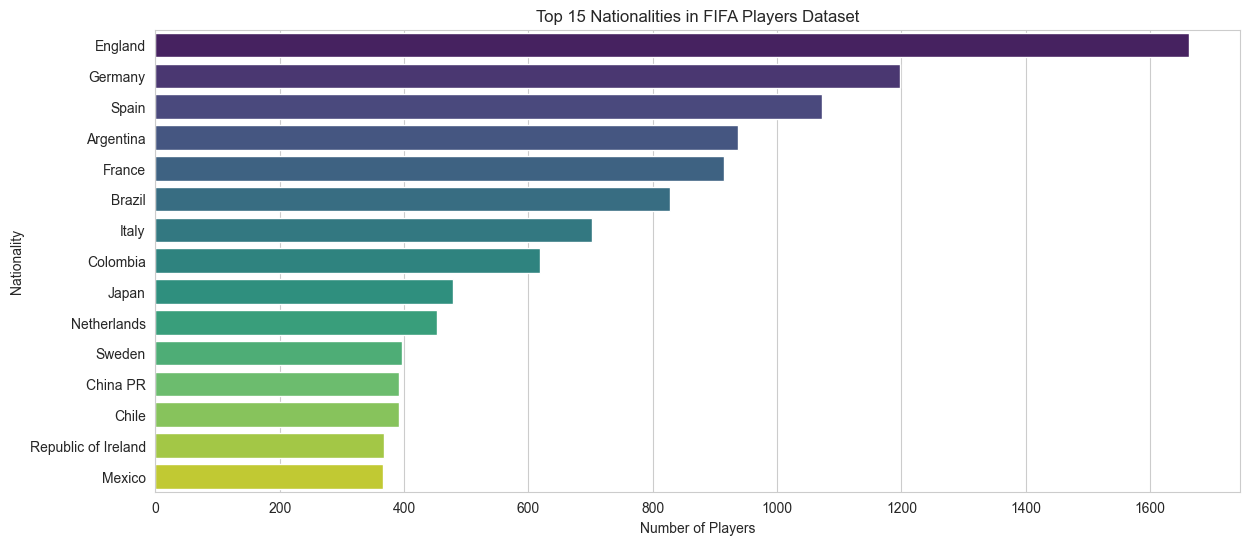 Top 15 Nationalities in FIFA Players Dataset
Nationality
England
Germany
Spain
Argentina
France
Brazil
Italy
Colombia
Japan
Netherlands
Sweden
China PR
Chile
Republic of Ireland
Mexico
0 200 400 600 800 1000 1200 1400 1600
Number of Players